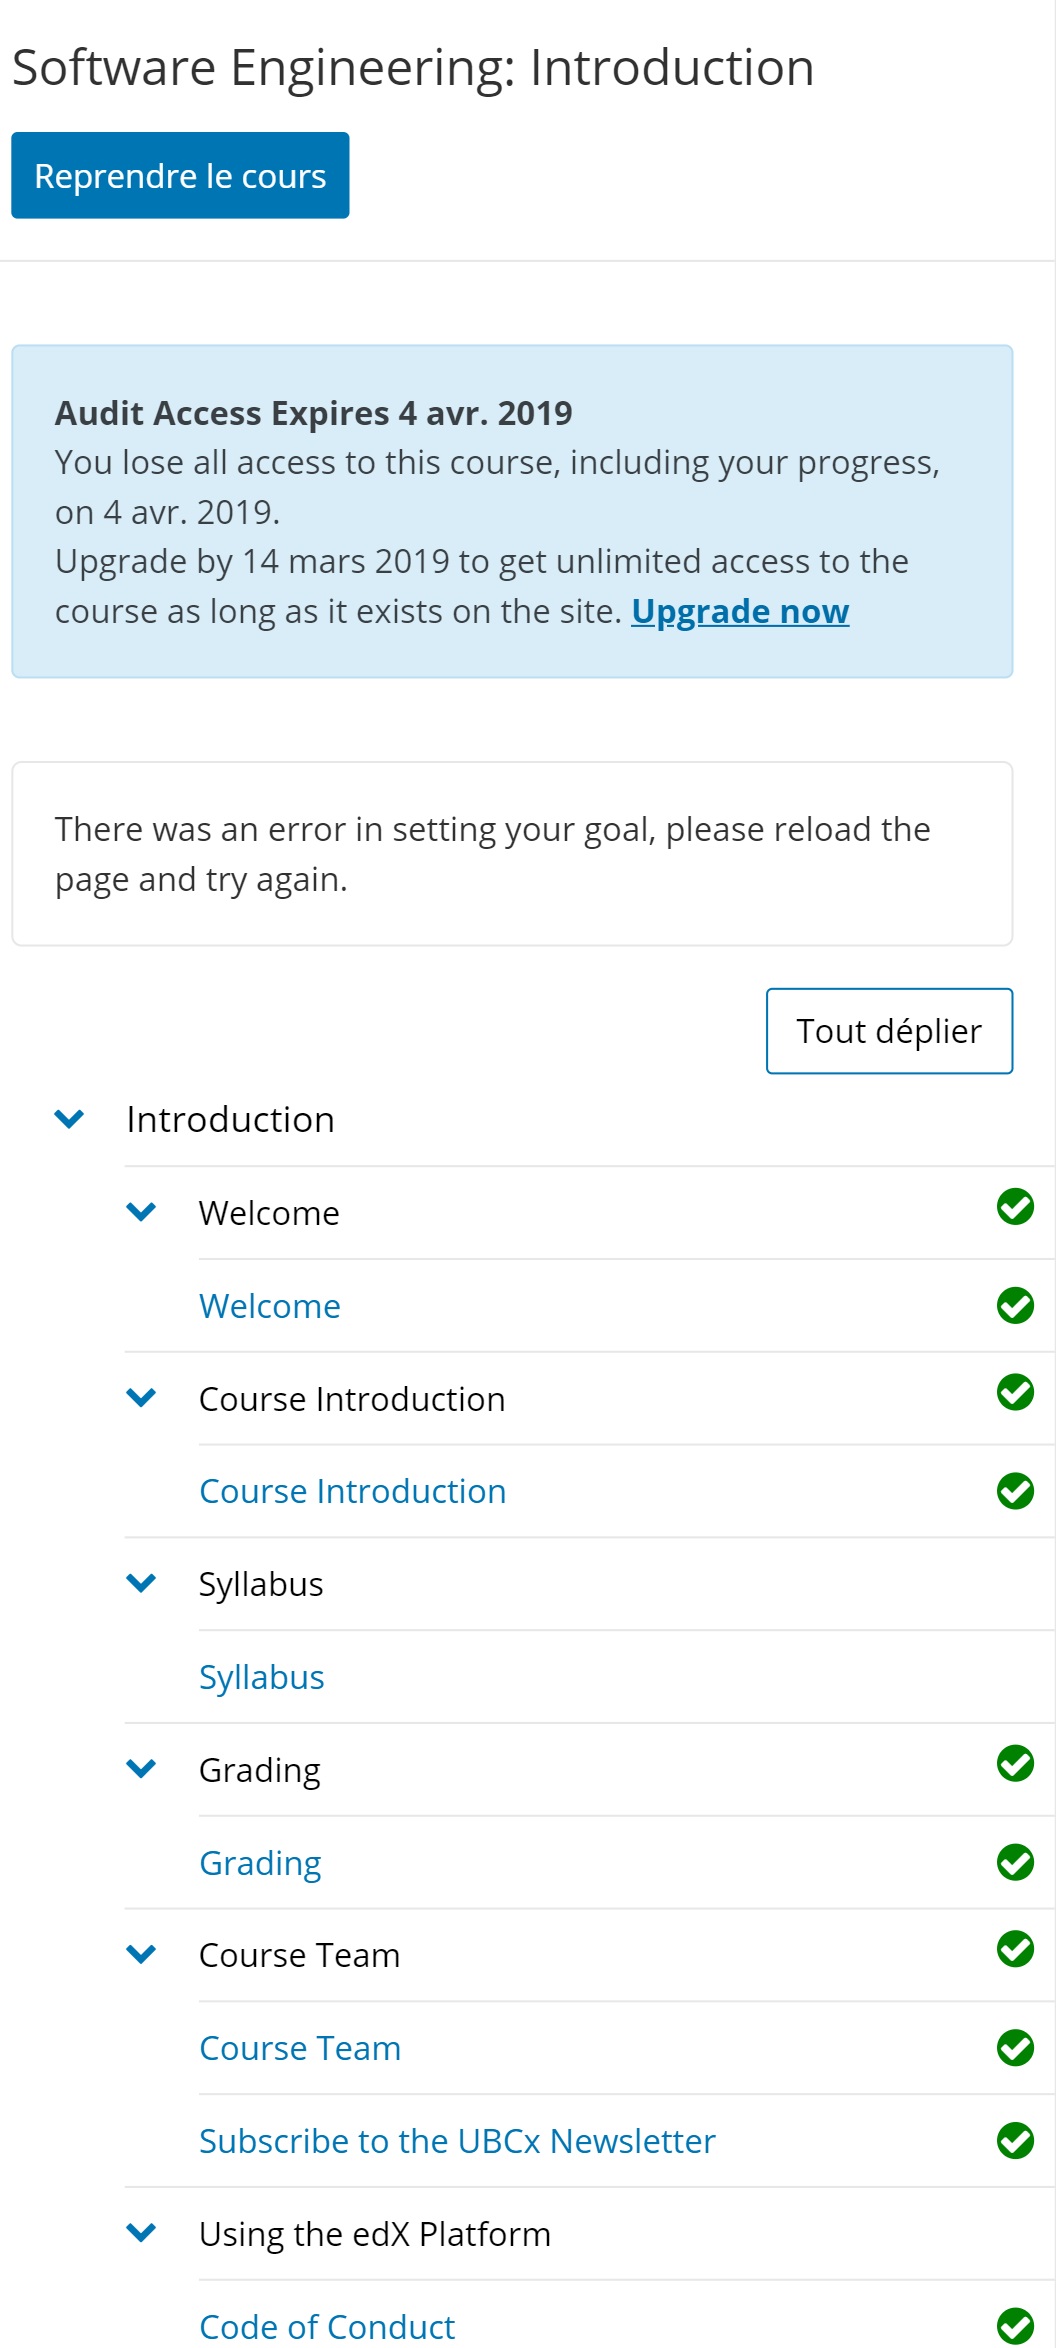 Software Engineering: Introduction
Reprendre le cours
Audit Access Expires 4 avr. 2019
You lose all access to this course, including your progress,
on 4 avr. 2019.
Upgrade by 14 mars 2019 to get unlimited access to the
course as long as it exists on the site. Upgrade now
There was an error in setting your goal, please reload the
page and try again.
Tout déplier
Introduction
Welcome
Welcome
Course Introduction
Course Introduction
Syllabus
Syllabus
Grading
Grading
Course Team
Course Team
Subscribe to the UBCx Newsletter
Using the edX Platform
Code of Conduct